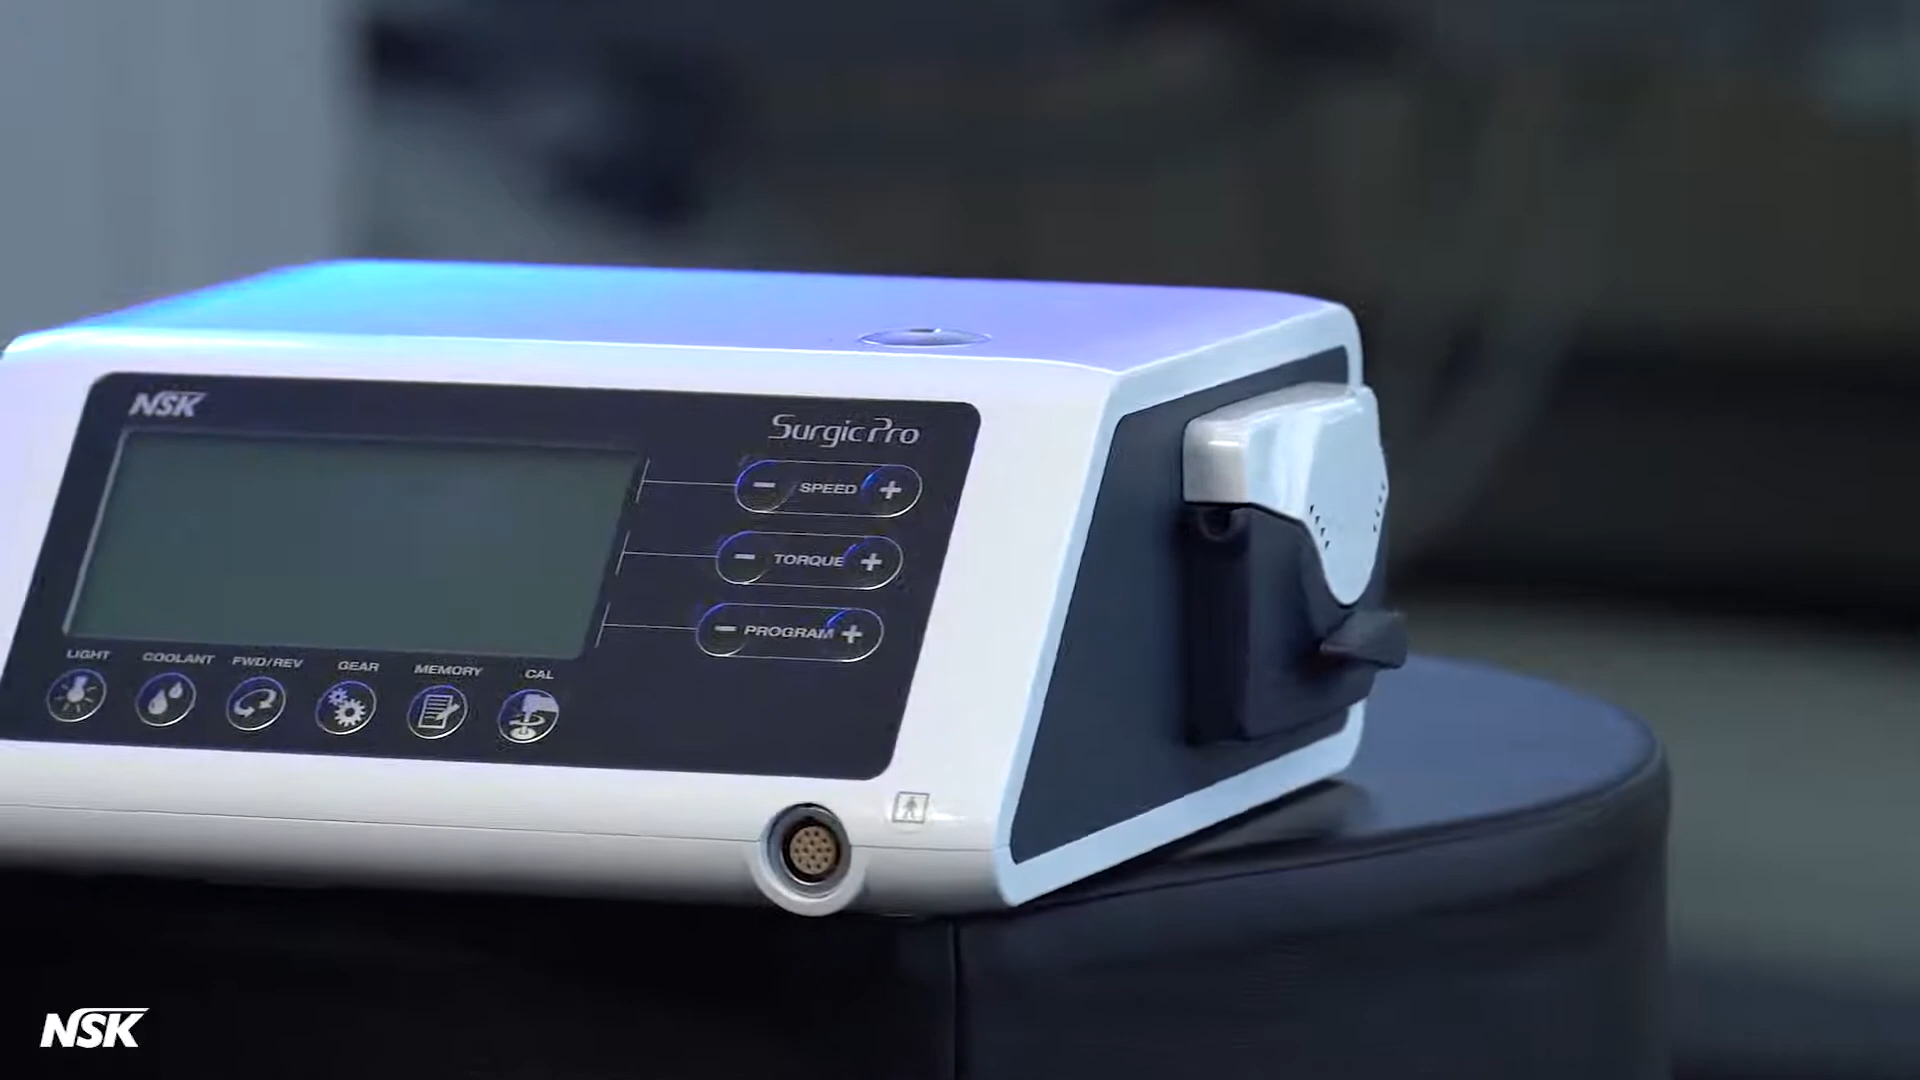 NSK
Surgic Pro
− SPEED +
− TORQUE +
− PROGRAM +
LIGHT COOLANT FWD/REV GEAR MEMORY CAL
NSK